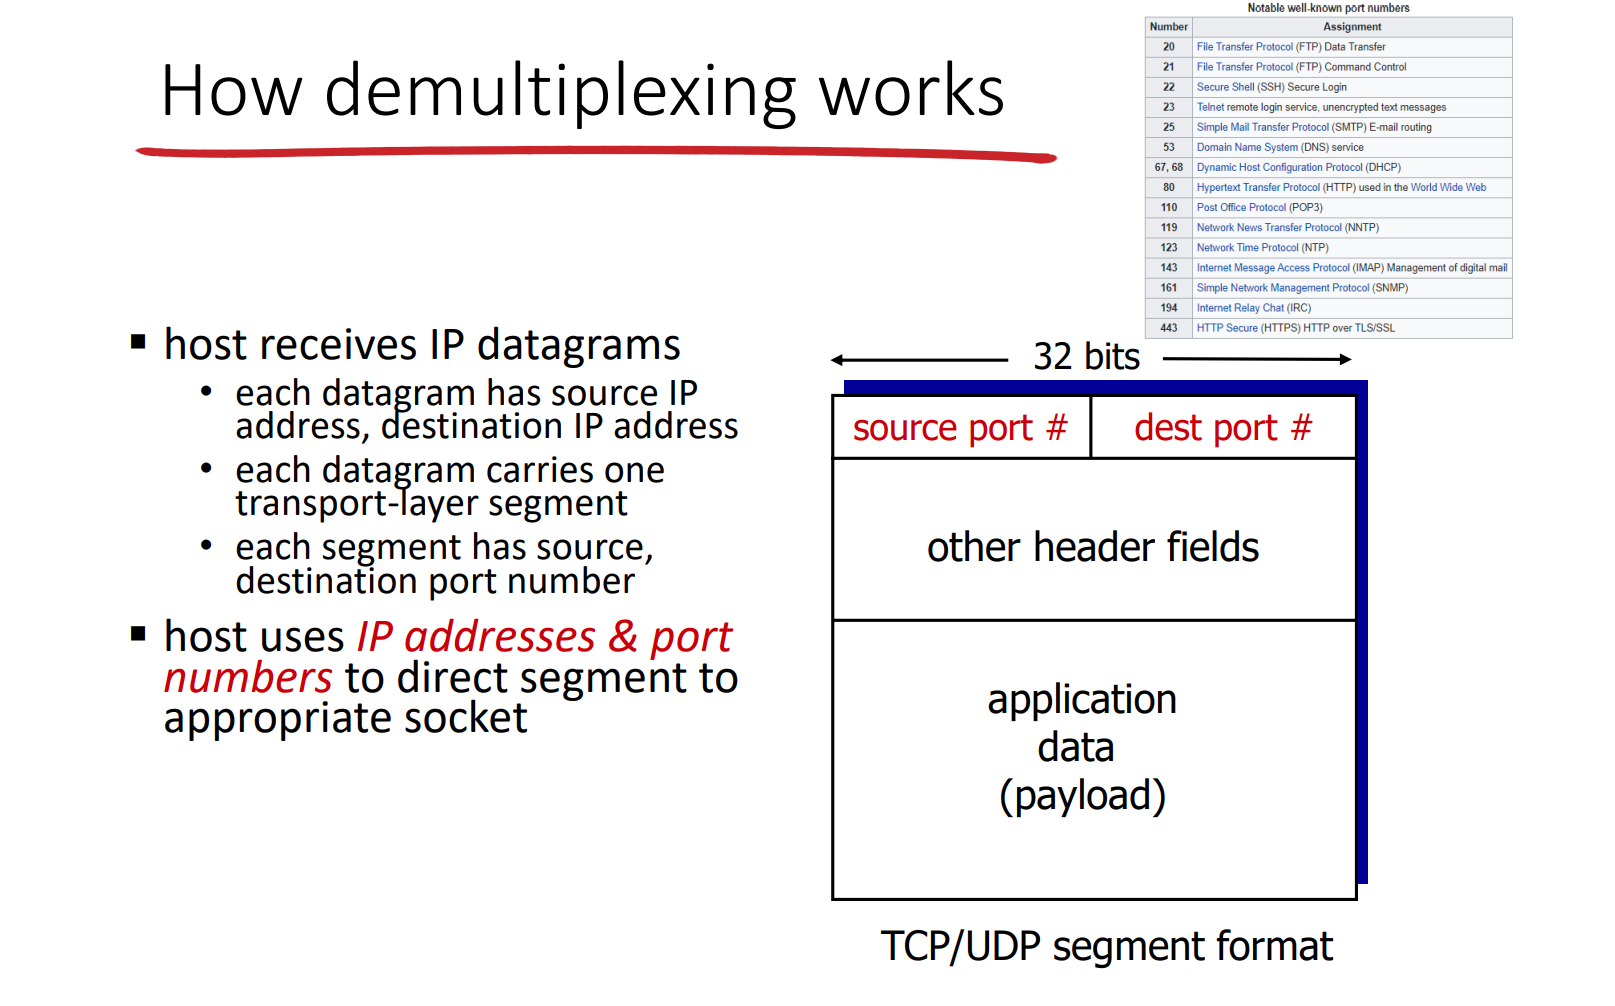 How demultiplexing works
Notable well-known port numbers
Number Assignment
20 File Transfer Protocol (FTP) Data Transfer
21 File Transfer Protocol (FTP) Command Control
22 Secure Shell (SSH) Secure Login
23 Telnet remote login service, unencrypted text messages
25 Simple Mail Transfer Protocol (SMTP) E-mail routing
53 Domain Name System (DNS) service
67, 68 Dynamic Host Configuration Protocol (DHCP)
80 Hypertext Transfer Protocol (HTTP) used in the World Wide Web
110 Post Office Protocol (POP3)
119 Network News Transfer Protocol (NNTP)
123 Network Time Protocol (NTP)
143 Internet Message Access Protocol (IMAP) Management of digital mail
161 Simple Network Management Protocol (SNMP)
194 Internet Relay Chat (IRC)
443 HTTP Secure (HTTPS) HTTP over TLS/SSL
▪ host receives IP datagrams
• each datagram has source IP
address, destination IP address
• each datagram carries one
transport-layer segment
• each segment has source,
destination port number
▪ host uses IP addresses & port
numbers to direct segment to
appropriate socket
32 bits
source port # dest port #
other header fields
application
data
(payload)
TCP/UDP segment format